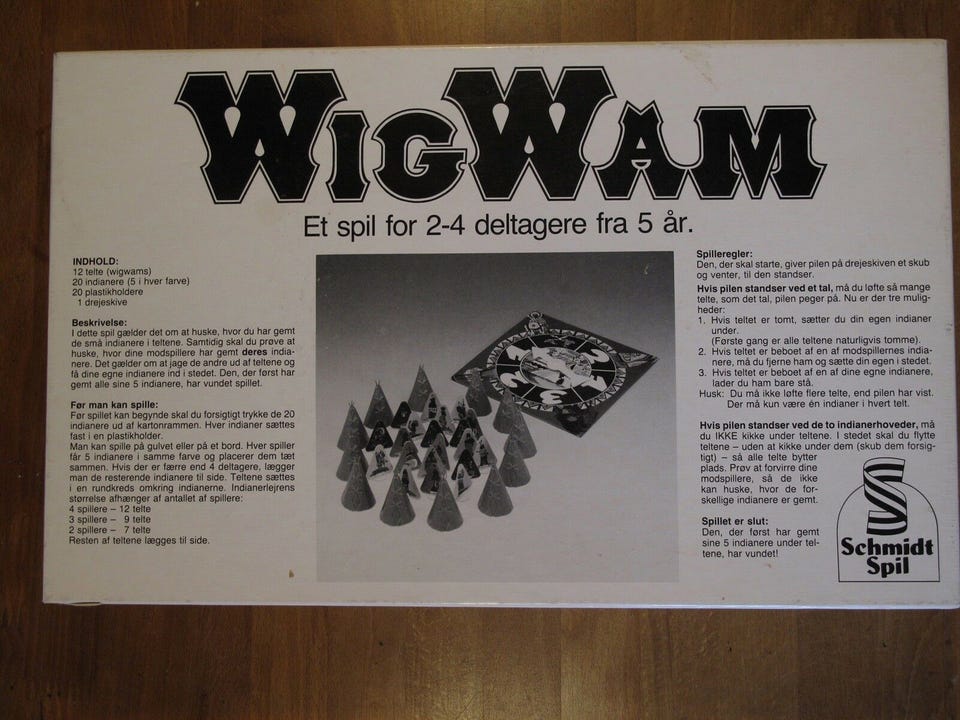 WIGWAM
Et spil for 2-4 deltagere fra 5 år.
INDHOLD:
12 telte (wigwams)
20 indianere (5 i hver farve)
20 plastikholdere
1 drejeskive
Beskrivelse:
I dette spil gælder det om at huske, hvor du har gemt
de små indianere i teltene. Samtidig skal du prøve at
huske, hvor dine modspillere har gemt deres india-
nere. Det gælder om at jage de andre ud af teltene og
få dine egne indianere ind i stedet. Den, der først har
gemt alle sine 5 indianere, har vundet spillet.
Før man kan spille:
Før spillet kan begynde skal du forsigtigt trykke de 20
indianere ud af kartonrammen. Hver indianer sættes
fast i en plastikholder.
Man kan spille på gulvet eller på et bord. Hver spiller
får 5 indianere i samme farve og placerer dem tæt
sammen. Hvis der er færre end 4 deltagere, lægger
man de resterende indianere til side. Teltene sættes
i en rundkreds omkring indianerne. Indianerlejrens
størrelse afhænger af antallet af spillere:
4 spillere – 12 telte
3 spillere – 9 telte
2 spillere – 7 telte
Resten af teltene lægges til side.
Spilleregler:
Den, der skal starte, giver pilen på drejeskiven et skub
og venter, til den standser.
Hvis pilen standser ved et tal, må du løfte så mange
telte, som det tal, pilen peger på. Nu er der tre mulig-
heder:
1. Hvis teltet er tomt, sætter du din egen indianer
under.
(Første gang er alle teltene naturligvis tomme).
2. Hvis teltet er beboet af en af modspillernes india-
nere, må du fjerne ham og sætte din egen i stedet.
3. Hvis teltet er beboet af en af dine egne indianere,
lader du ham bare stå.
Husk: Du må ikke løfte flere telte, end pilen har vist.
Der må kun være én indianer i hvert telt.
Hvis pilen standser ved de to indianerhoveder, må
du IKKE kikke under teltene. I stedet skal du flytte
teltene – uden at kikke under dem (skub dem forsig-
tigt) – så alle telte bytter
plads. Prøv at forvirre dine
modspillere, så de ikke
kan huske, hvor de for-
skellige indianere er gemt.
Spillet er slut:
Den, der først har gemt
sine 5 indianere under tel-
tene, har vundet!
Schmidt
Spil